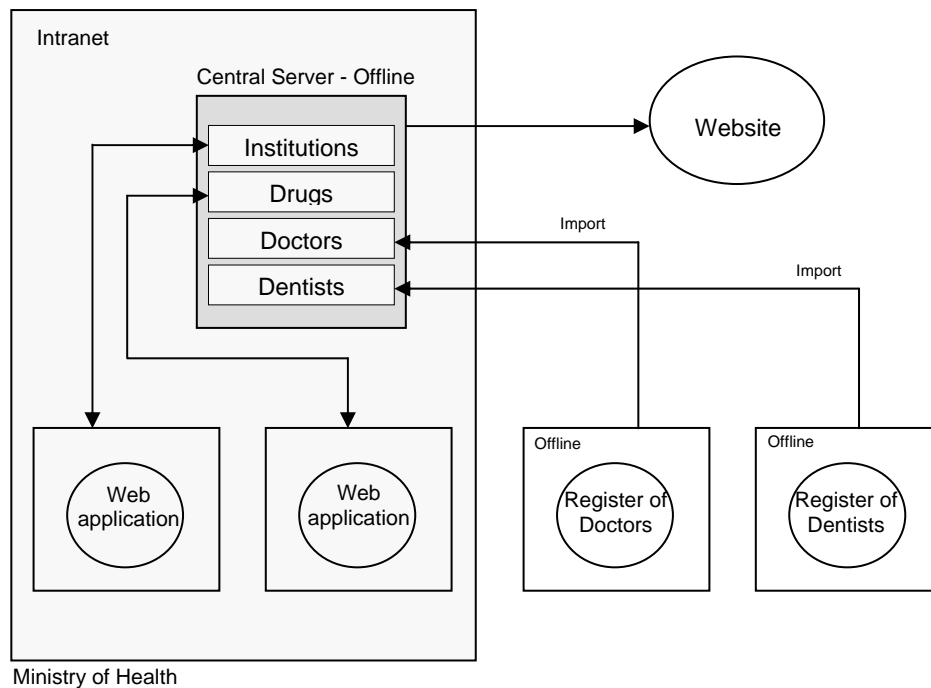 Intranet
Central Server - Offline
Institutions
Drugs
Doctors
Dentists
Website
Import
Import
Web
application
Web
application
Offline
Register of
Doctors
Offline
Register of
Dentists
Ministry of Health